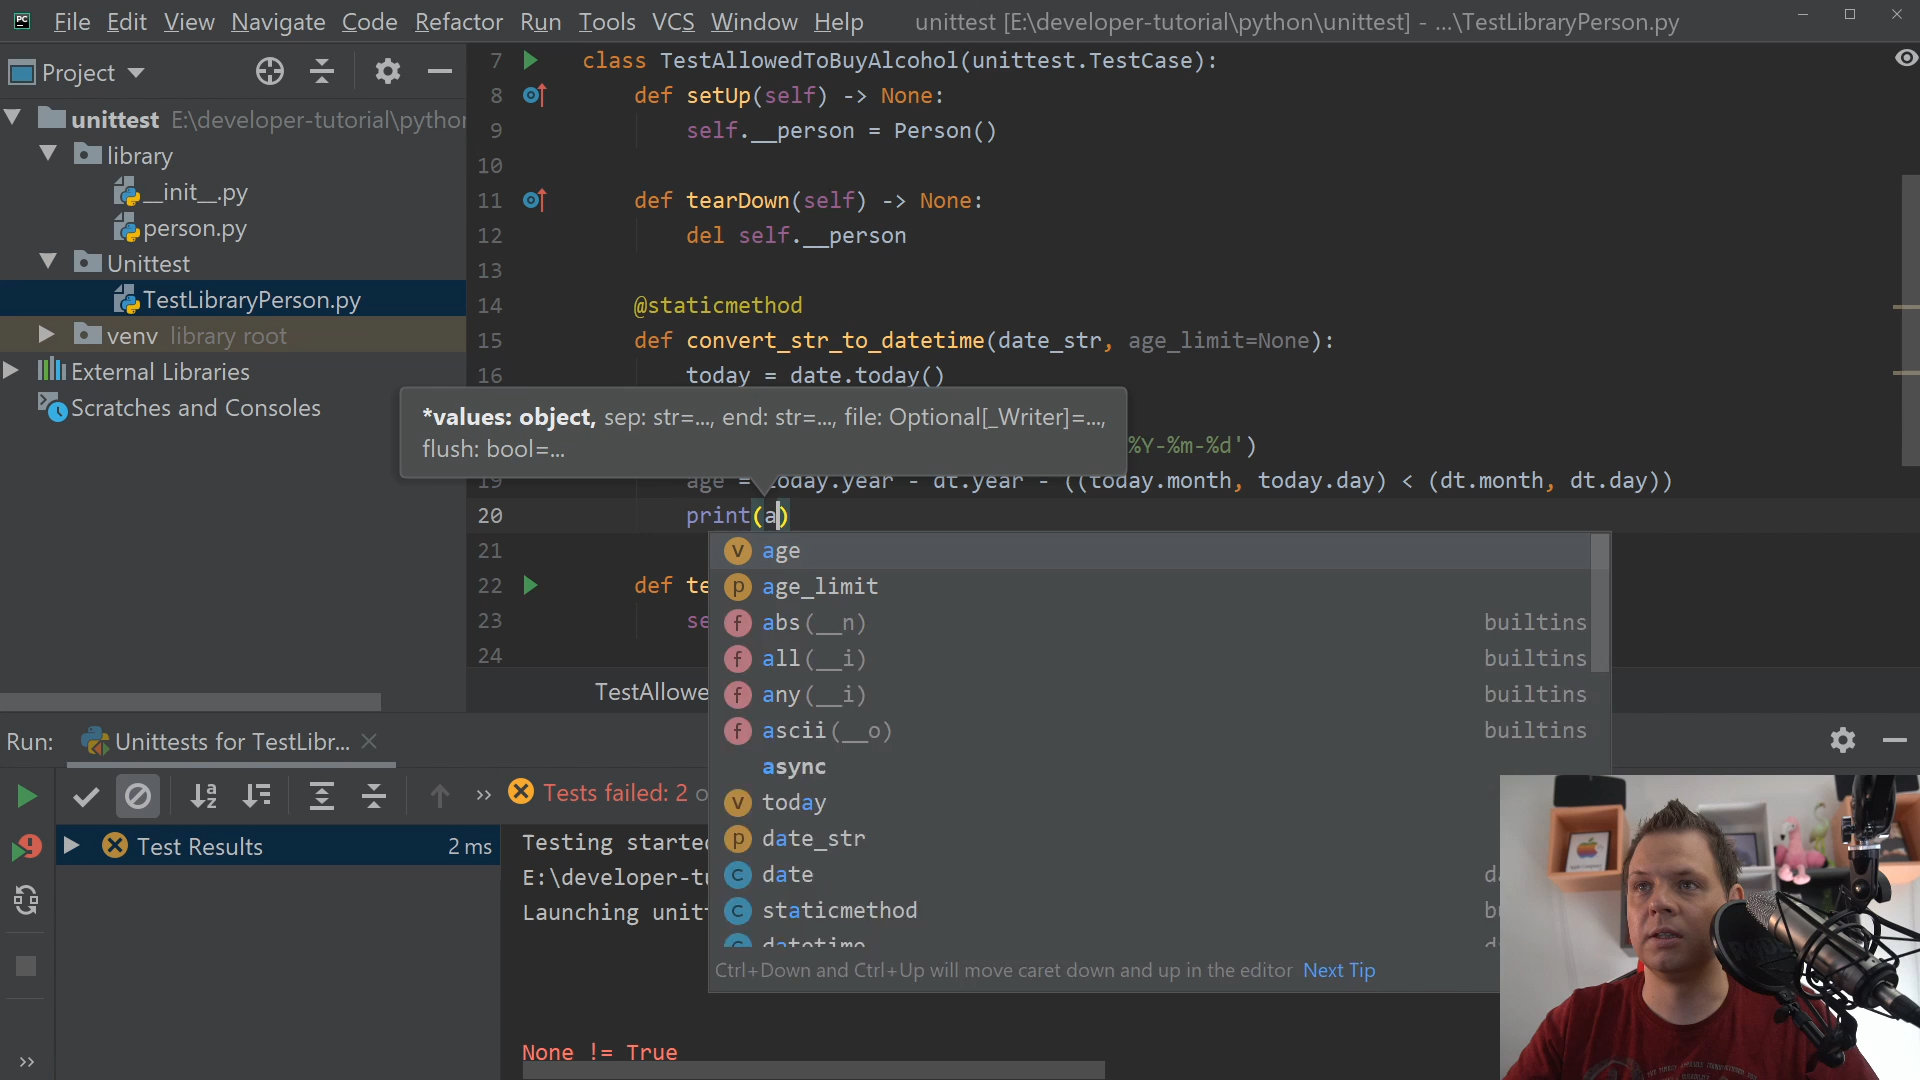 PC File Edit View Navigate Code Refactor Run Tools VCS Window Help unittest [E:\developer-tutorial\python\unittest] - ...\TestLibraryPerson.py
Project
unittest E:\developer-tutorial\pythor
library
__init__.py
person.py
Unittest
TestLibraryPerson.py
venv library root
External Libraries
Scratches and Consoles
7 class TestAllowedToBuyAlcohol(unittest.TestCase):
8 def setUp(self) -> None:
9 self.__person = Person()
10
11 def tearDown(self) -> None:
12 del self.__person
13
14 @staticmethod
15 def convert_str_to_datetime(date_str, age_limit=None):
16 today = date.today()
*values: object, sep: str=..., end: str=..., file: Optional[_Writer]=...,
flush: bool=...
%Y-%m-%d')
19 age = today.year - dt.year - ((today.month, today.day) < (dt.month, dt.day))
20 print(a)
21
22 def te
23 se
24
v age
p age_limit
f abs(__n) builtins
f all(__i) builtins
f any(__i) builtins
f ascii(__o) builtins
async
v today
p date_str
c date d
c staticmethod b
c datetime d
Ctrl+Down and Ctrl+Up will move caret down and up in the editor Next Tip
TestAllowe
Run: Unittests for TestLibr...
Tests failed: 2 o
Test Results 2 ms
Testing started
E:\developer-tu
Launching unitt
None != True